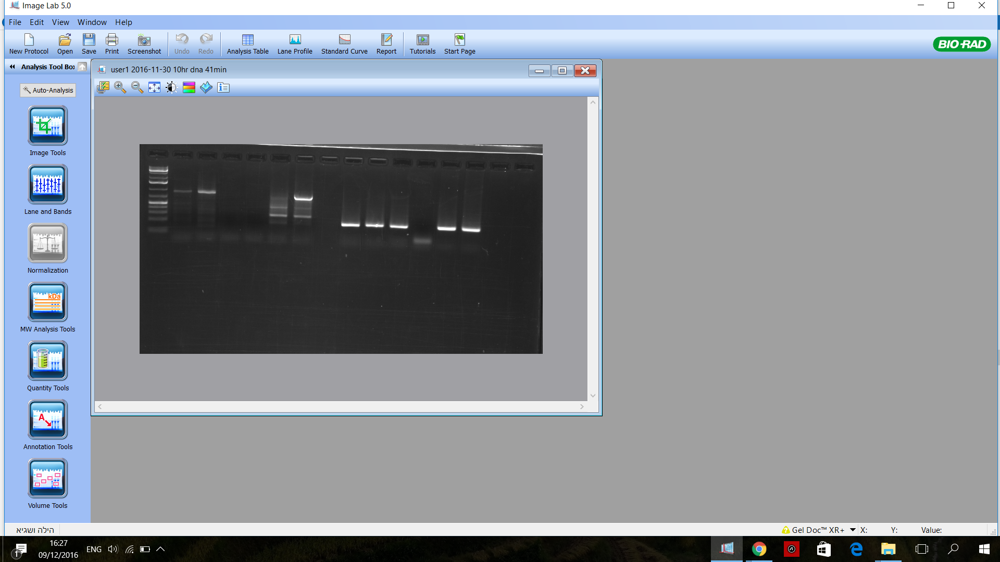 Image Lab 5.0
File Edit View Window Help
New Protocol Open Save Print Screenshot Undo Redo Analysis Table Lane Profile Standard Curve Report Tutorials Start Page
BIO-RAD
Analysis Tool Box
user1 2016-11-30 10hr dna 41min
Auto-Analysis
Image Tools
Lane and Bands
Normalization
kDa
MW Analysis Tools
Quantity Tools
A
Annotation Tools
Volume Tools
הילה ושגיא
Gel Doc™ XR+ X: Y: Value:
1
16:27
09/12/2016
ENG